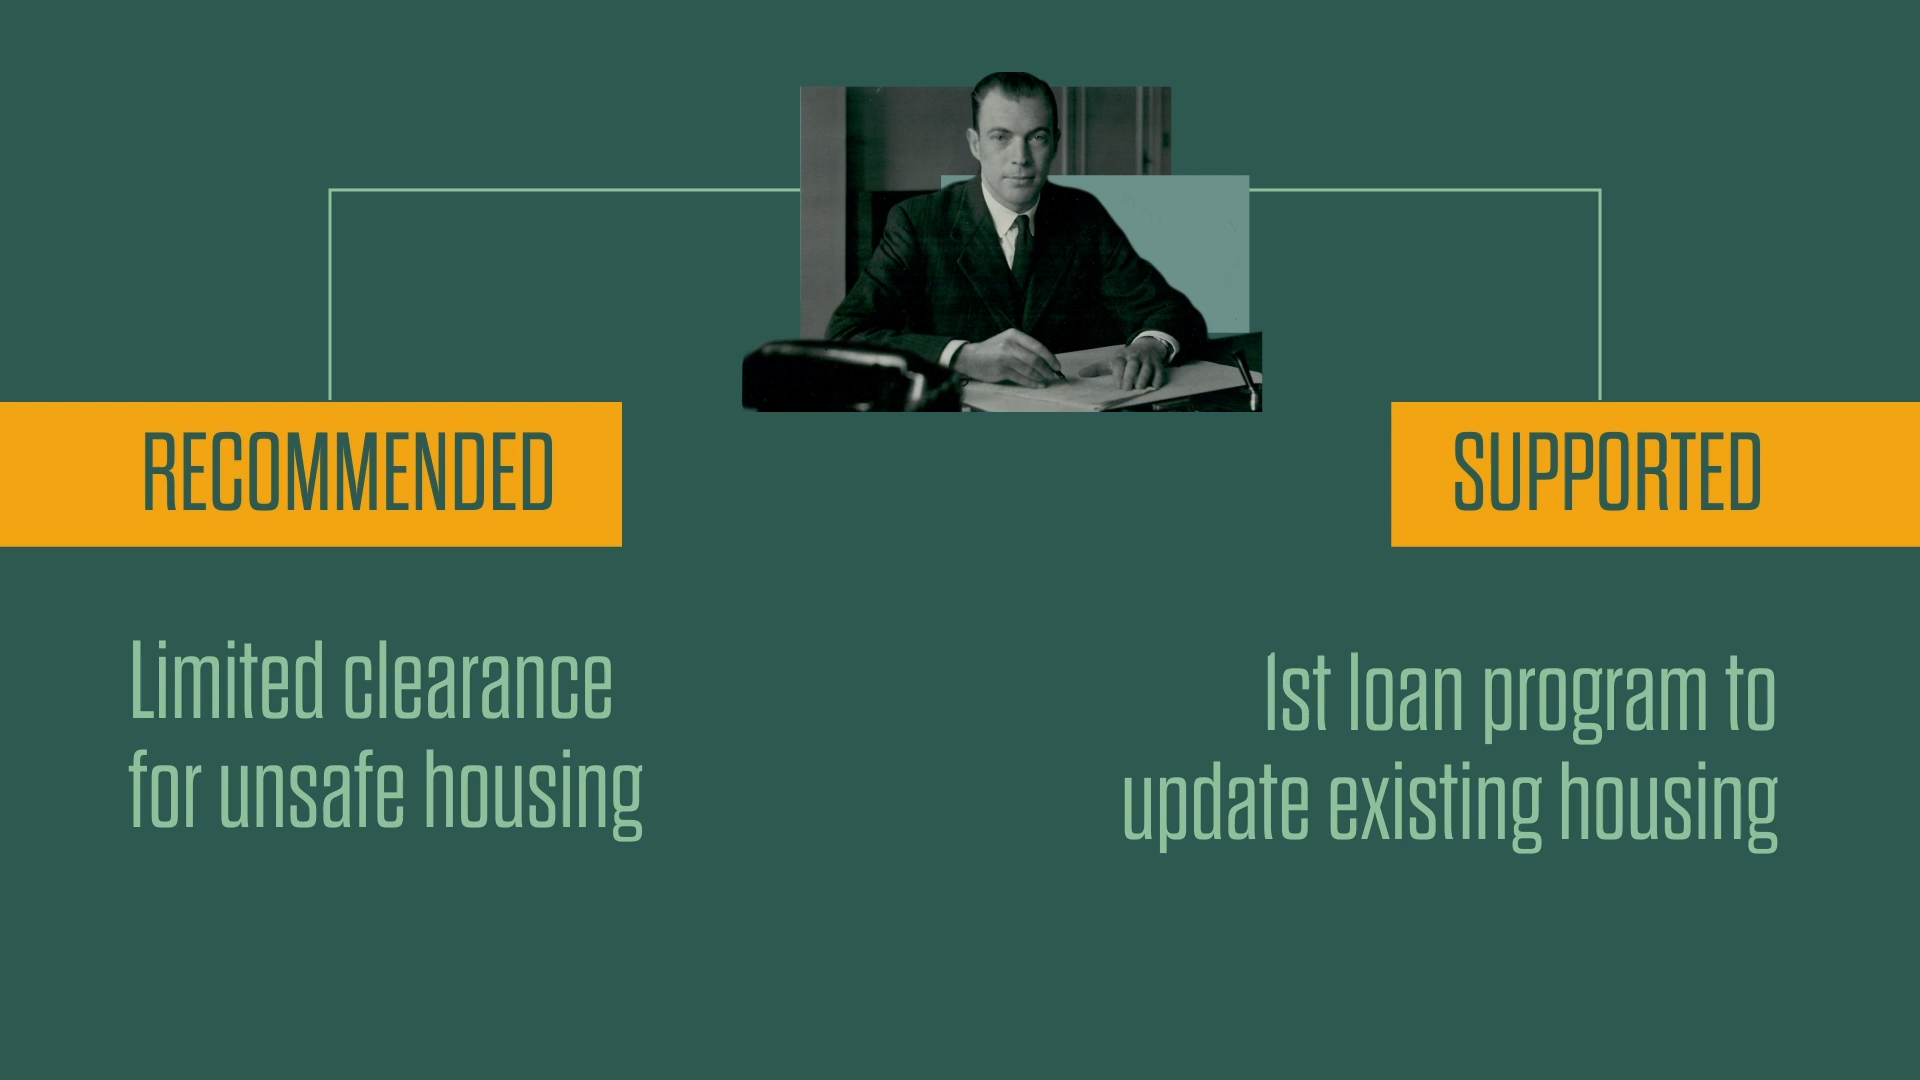 RECOMMENDED
Limited clearance
for unsafe housing
SUPPORTED
1st loan program to
update existing housing